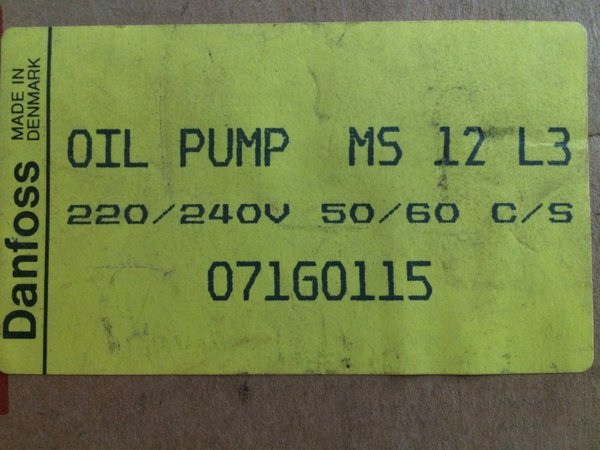 Danfoss
MADE IN
DENMARK
OIL PUMP MS 12 L3
220/240V 50/60 C/S
071G0115